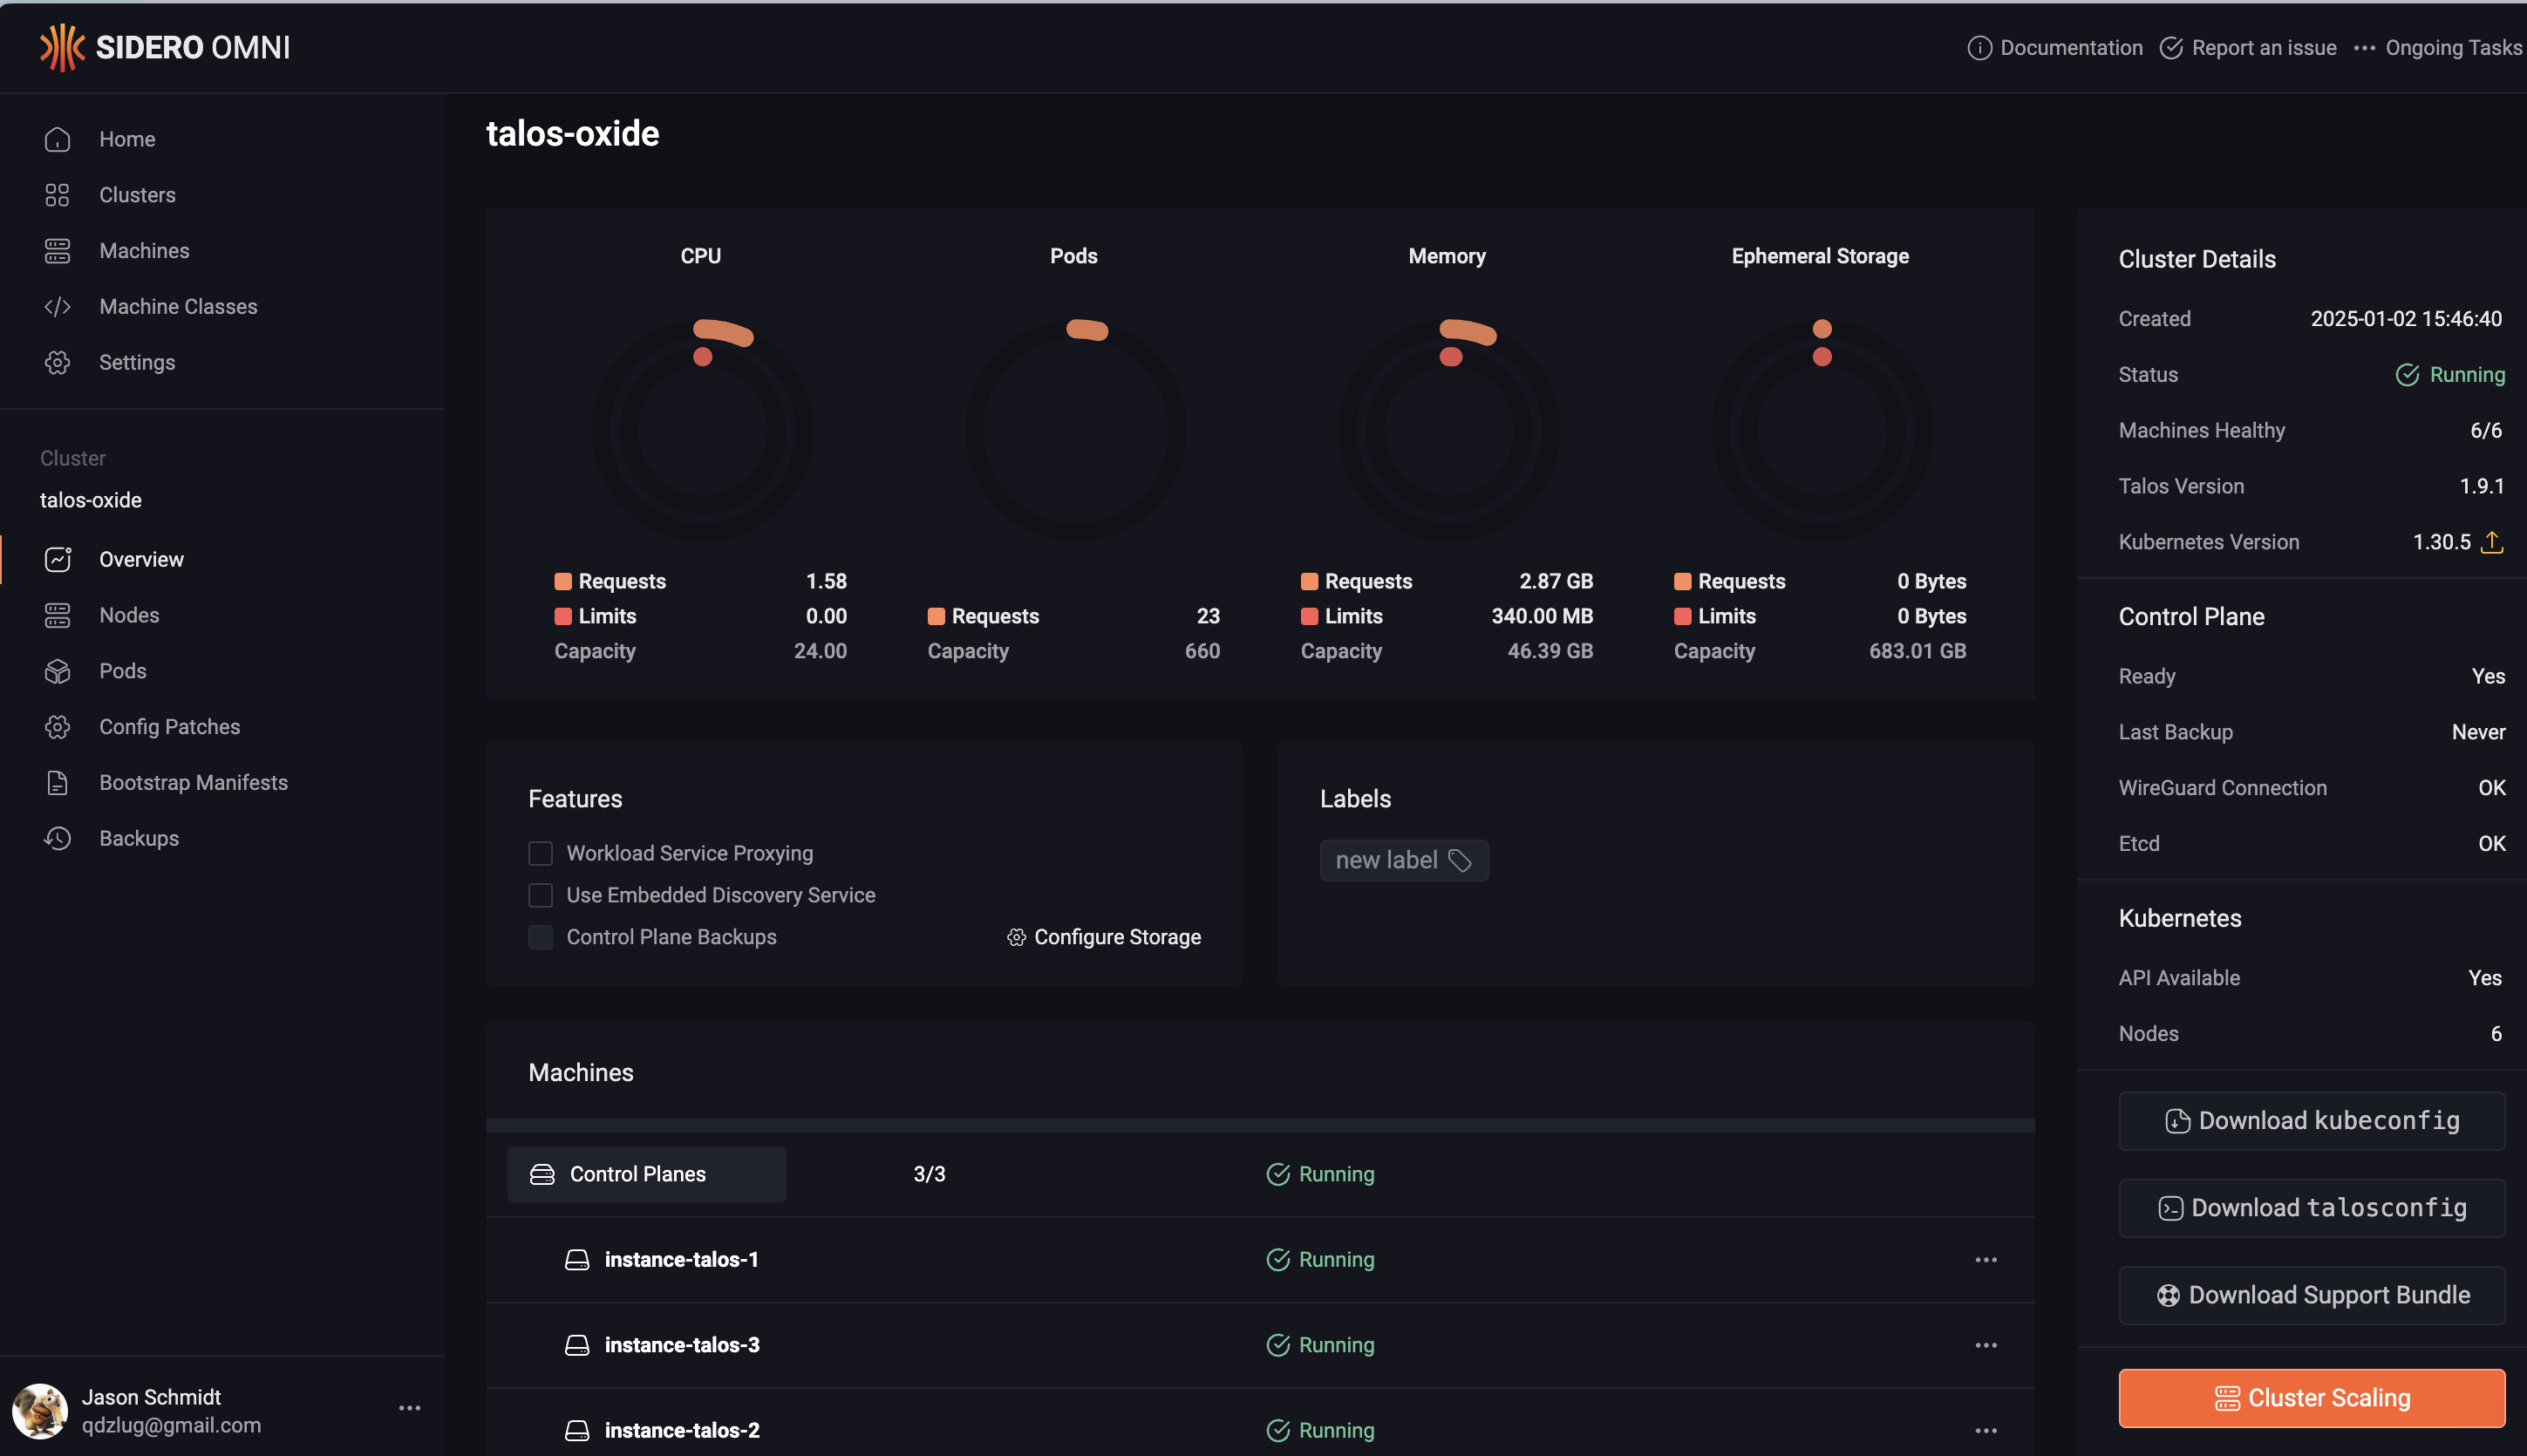 SIDERO OMNI
Documentation
Report an issue
Ongoing Tasks
Home
Clusters
Machines
Machine Classes
Settings
Cluster
talos-oxide
Overview
Nodes
Pods
Config Patches
Bootstrap Manifests
Backups
Jason Schmidt
qdzlug@gmail.com
talos-oxide
CPU
Requests 1.58
Limits 0.00
Capacity 24.00
Pods
Requests 23
Capacity 660
Memory
Requests 2.87 GB
Limits 340.00 MB
Capacity 46.39 GB
Ephemeral Storage
Requests 0 Bytes
Limits 0 Bytes
Capacity 683.01 GB
Features
Workload Service Proxying
Use Embedded Discovery Service
Control Plane Backups
Configure Storage
Labels
new label
Machines
Control Planes 3/3 Running
instance-talos-1 Running
instance-talos-3 Running
instance-talos-2 Running
Cluster Details
Created 2025-01-02 15:46:40
Status Running
Machines Healthy 6/6
Talos Version 1.9.1
Kubernetes Version 1.30.5
Control Plane
Ready Yes
Last Backup Never
WireGuard Connection OK
Etcd OK
Kubernetes
API Available Yes
Nodes 6
Download kubeconfig
Download talosconfig
Download Support Bundle
Cluster Scaling